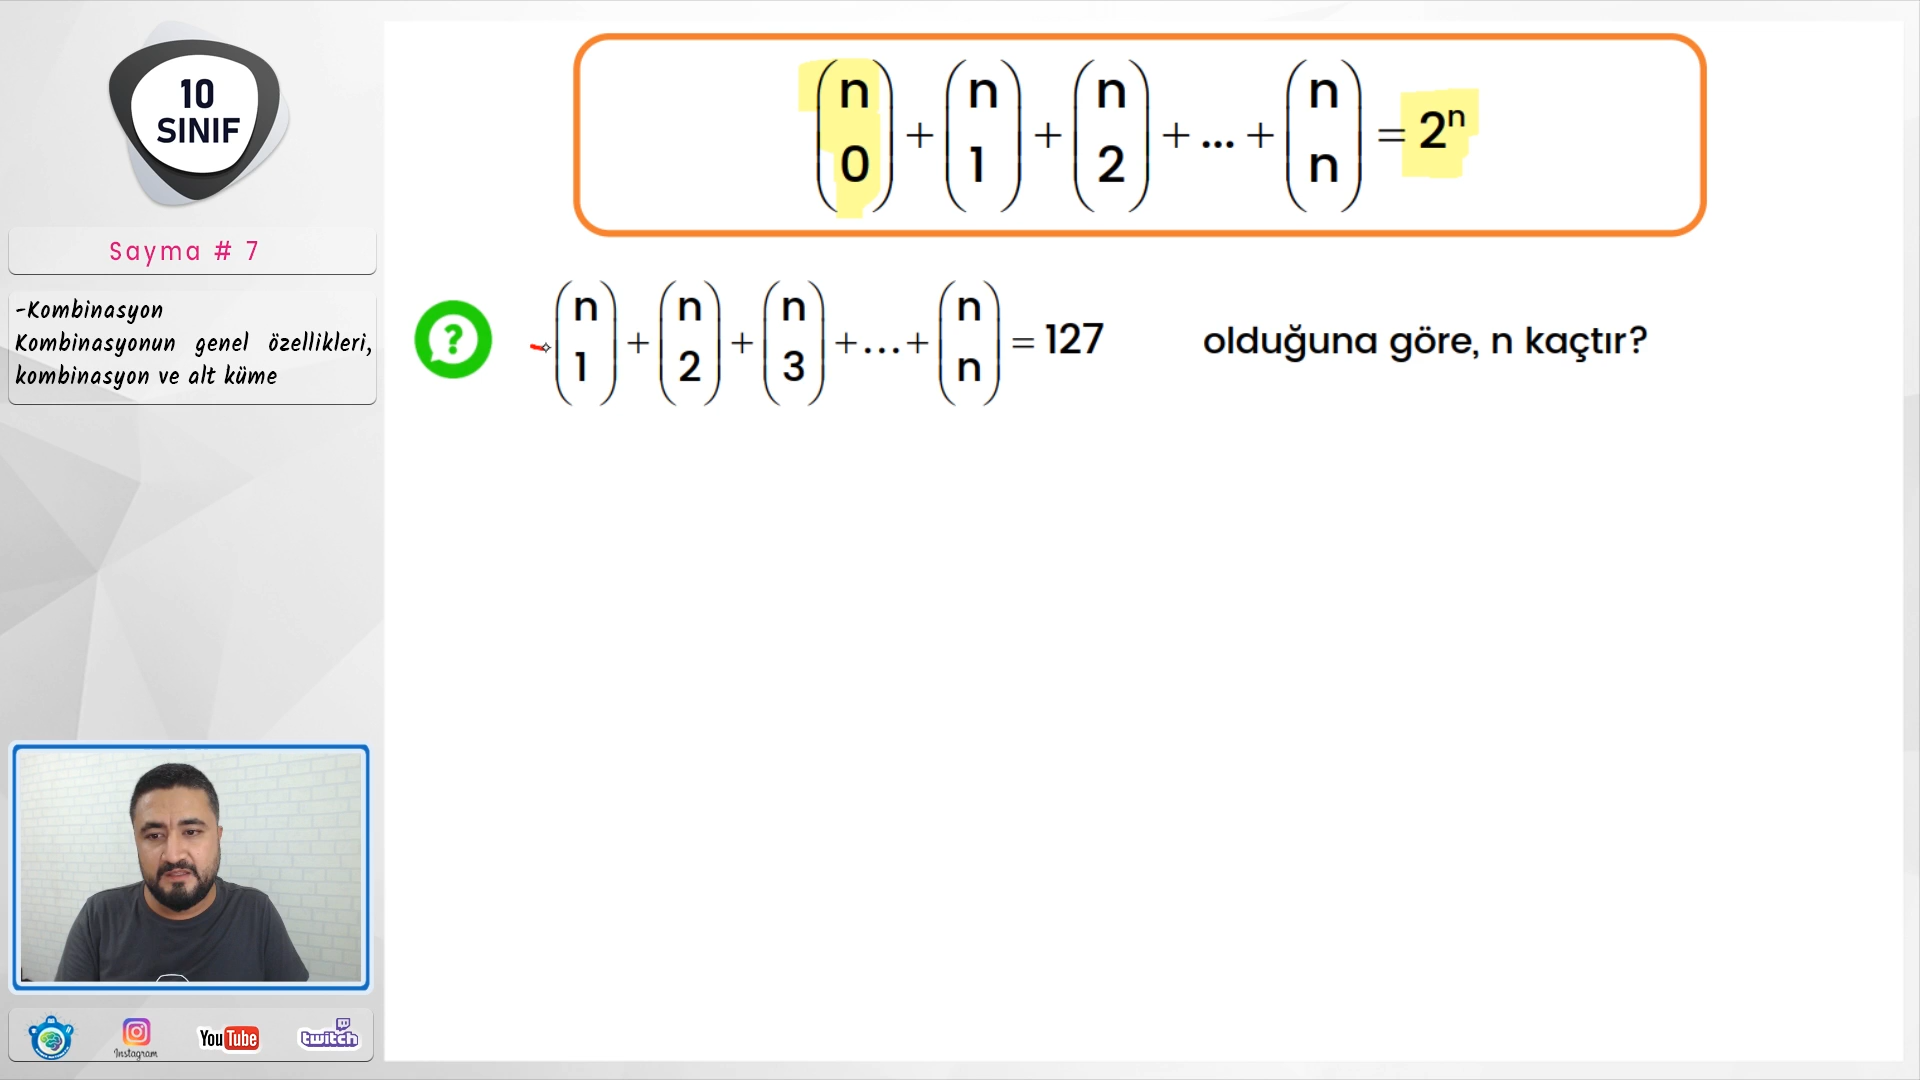 10
SINIF
Sayma # 7
-Kombinasyon
Kombinasyonun genel özellikleri,
kombinasyon ve alt küme
(n 0) + (n 1) + (n 2) + ... + (n n) = 2ⁿ
? (n 1) + (n 2) + (n 3) + ... + (n n) = 127 olduğuna göre, n kaçtır?
Instagram
YouTube
twitch